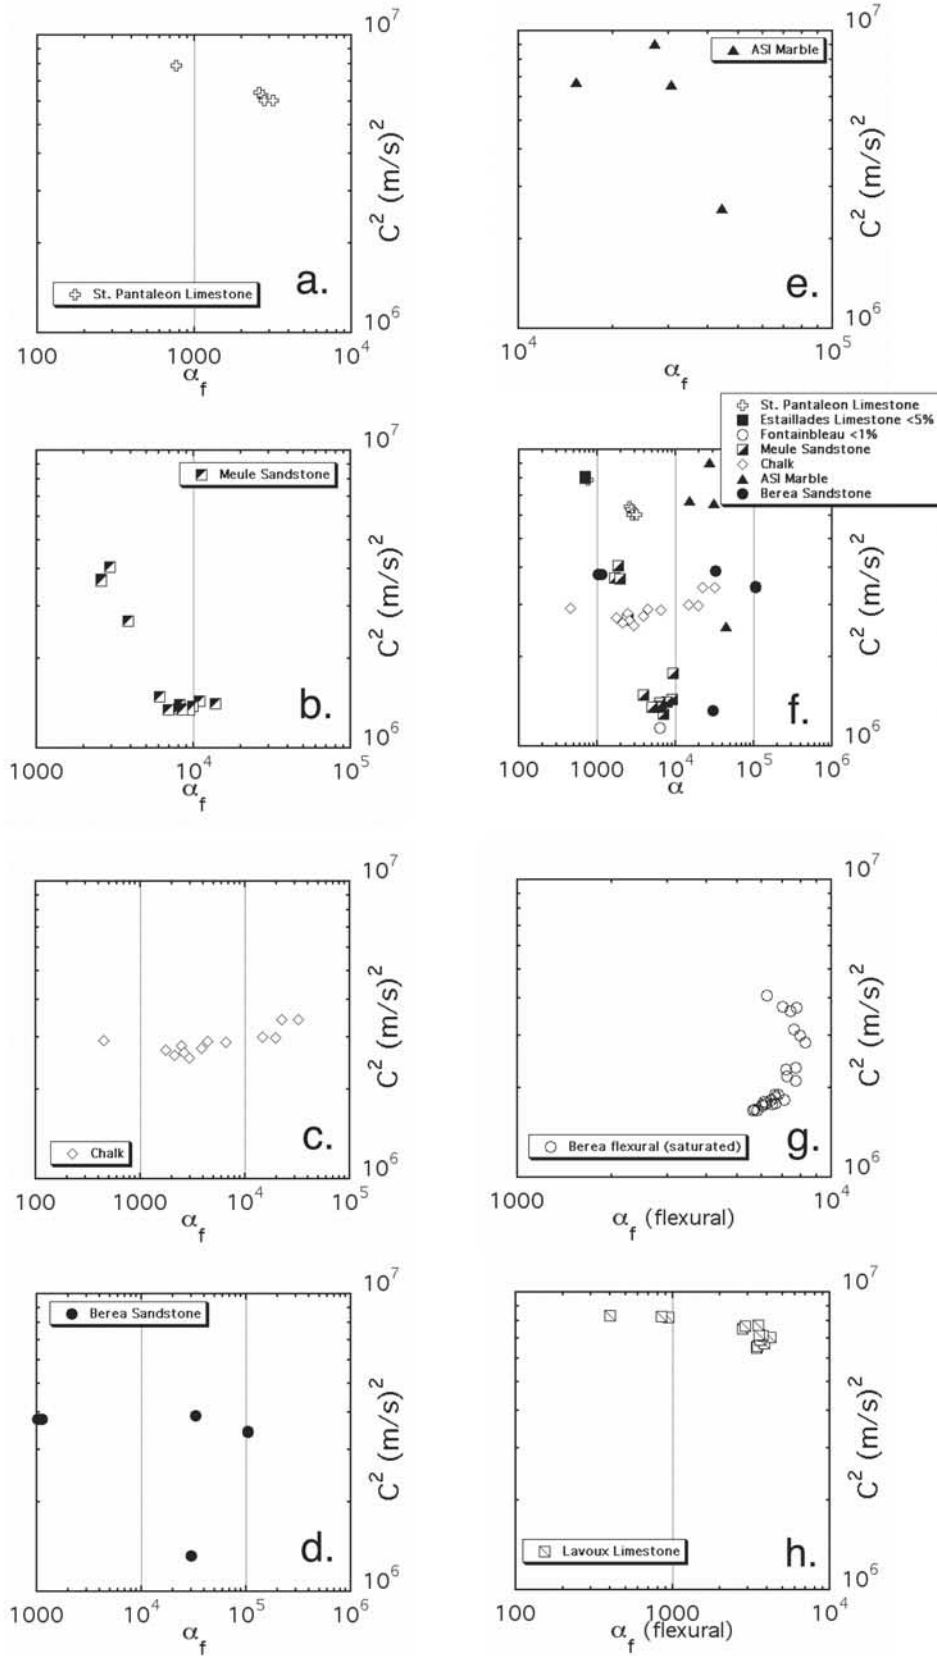 10^7
St. Pantaleon Limestone
a.
C^2 (m/s)^2
10^6
100 1000 10^4
α_f
10^7
ASI Marble
e.
C^2 (m/s)^2
10^6
10^4 10^5
α_f
10^7
Meule Sandstone
b.
C^2 (m/s)^2
10^6
1000 10^4 10^5
α_f
St. Pantaleon Limestone
Estaillades Limestone <5%
Fontainbleau <1%
Meule Sandstone
Chalk
ASI Marble
Berea Sandstone
f.
C^2 (m/s)^2
10^6
100 1000 10^4 10^5 10^6
α
10^7
Chalk
c.
C^2 (m/s)^2
10^6
100 1000 10^4 10^5
α_f
10^7
Berea flexural (saturated)
g.
C^2 (m/s)^2
10^6
1000 10^4
α_f (flexural)
10^7
Berea Sandstone
d.
C^2 (m/s)^2
10^6
1000 10^4 10^5 10^6
α_f
10^7
Lavoux Limestone
h.
C^2 (m/s)^2
10^6
100 1000 10^4
α_f (flexural)